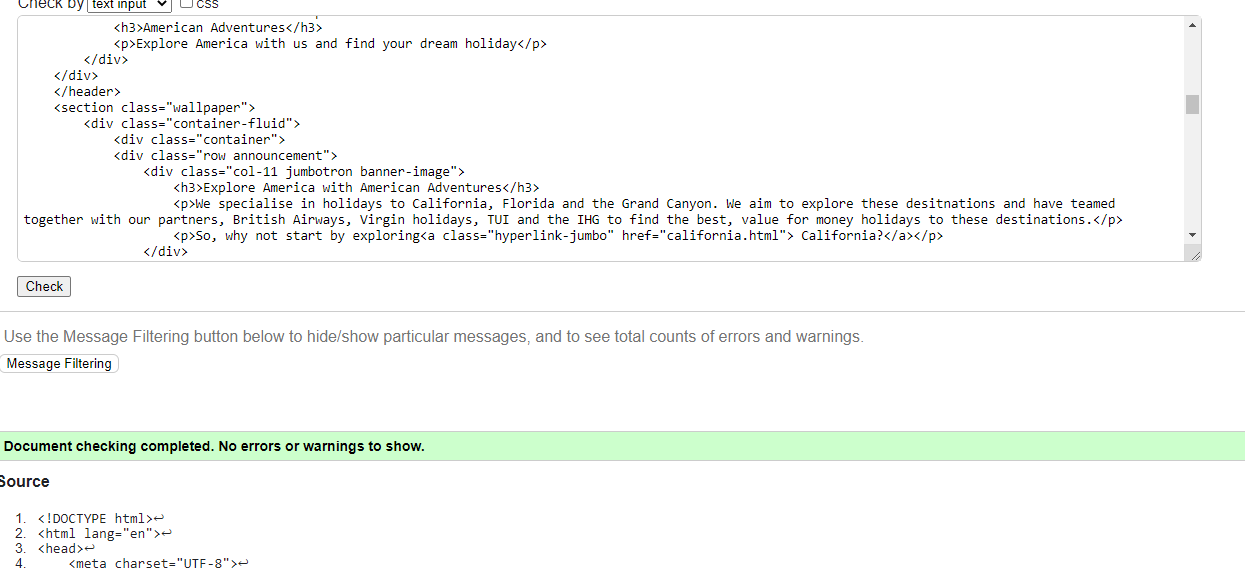 Check by text input css
<h3>American Adventures</h3>
<p>Explore America with us and find your dream holiday</p>
</div>
</div>
</header>
<section class="wallpaper">
<div class="container-fluid">
<div class="container">
<div class="row announcement">
<div class="col-11 jumbotron banner-image">
<h3>Explore America with American Adventures</h3>
<p>We specialise in holidays to California, Florida and the Grand Canyon. We aim to explore these desitnations and have teamed
together with our partners, British Airways, Virgin holidays, TUI and the IHG to find the best, value for money holidays to these destinations.</p>
<p>So, why not start by exploring<a class="hyperlink-jumbo" href="california.html"> California?</a></p>
</div>
Check
Use the Message Filtering button below to hide/show particular messages, and to see total counts of errors and warnings.
Message Filtering
Document checking completed. No errors or warnings to show.
Source
1. <!DOCTYPE html>↩
2. <html lang="en">↩
3. <head>↩
4. <meta charset="UTF-8">↩